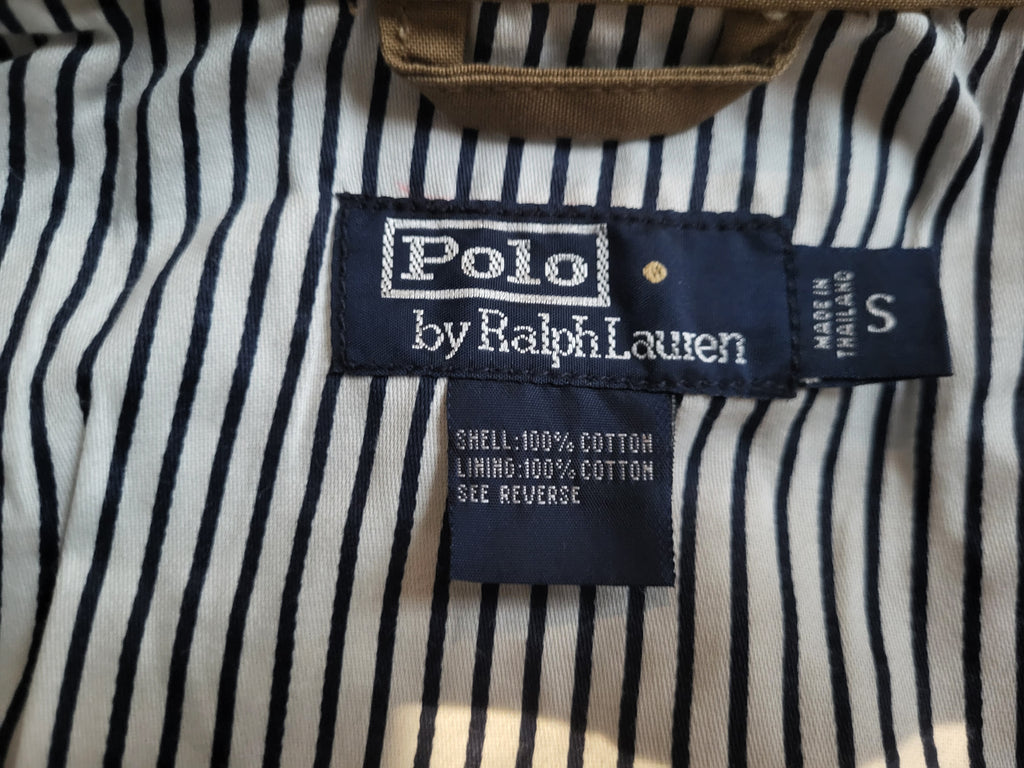 Polo
by Ralph Lauren
MADE IN
THAILAND
S
SHELL:100% COTTON
LINING:100% COTTON
SEE REVERSE